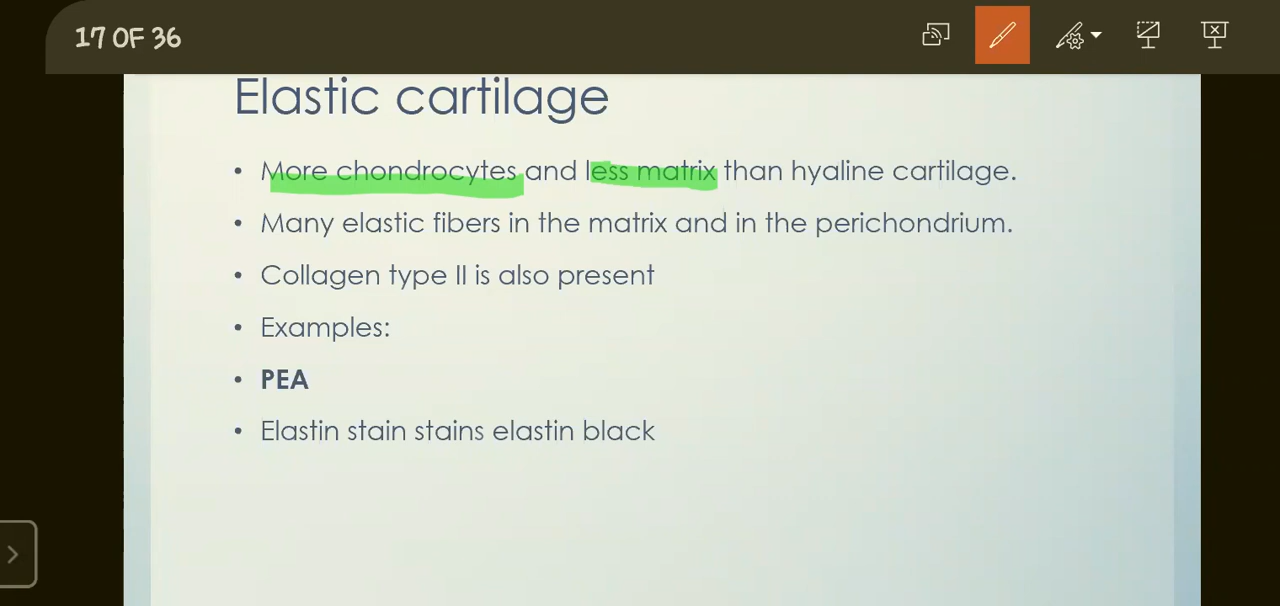 17 OF 36
Elastic cartilage
• More chondrocytes and less matrix than hyaline cartilage.
• Many elastic fibers in the matrix and in the perichondrium.
• Collagen type II is also present
• Examples:
• PEA
• Elastin stain stains elastin black